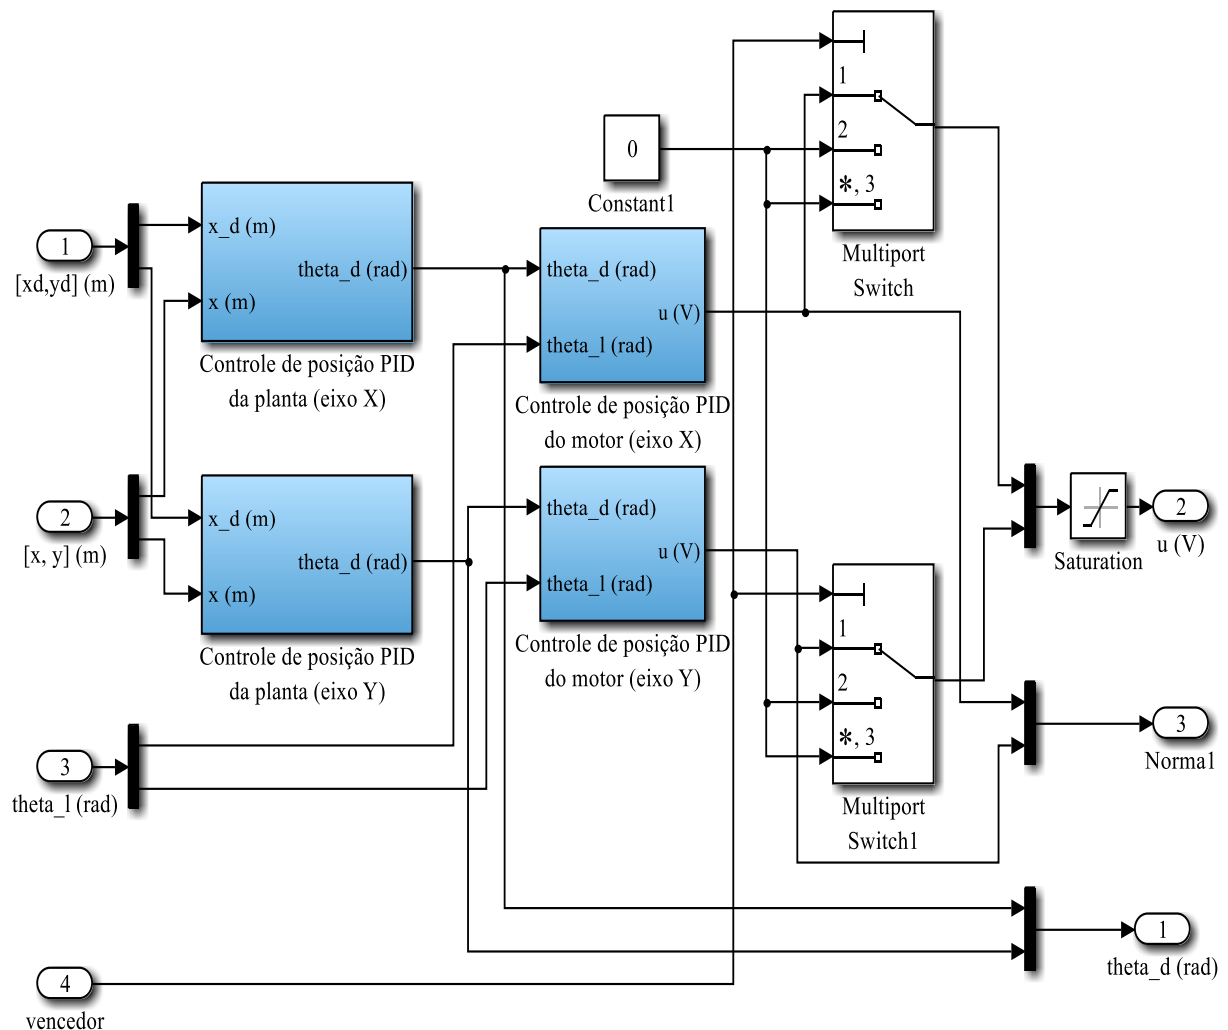 1
[xd,yd] (m)
x_d (m)
theta_d (rad)
x (m)
Controle de posição PID
da planta (eixo X)
2
[x, y] (m)
x_d (m)
theta_d (rad)
x (m)
Controle de posição PID
da planta (eixo Y)
3
theta_l (rad)
4
vencedor
0
Constant1
theta_d (rad)
u (V)
theta_l (rad)
Controle de posição PID
do motor (eixo X)
theta_d (rad)
u (V)
theta_l (rad)
Controle de posição PID
do motor (eixo Y)
1
2
*, 3
Multiport
Switch
1
2
*, 3
Multiport
Switch1
Saturation
2
u (V)
3
Norma1
1
theta_d (rad)